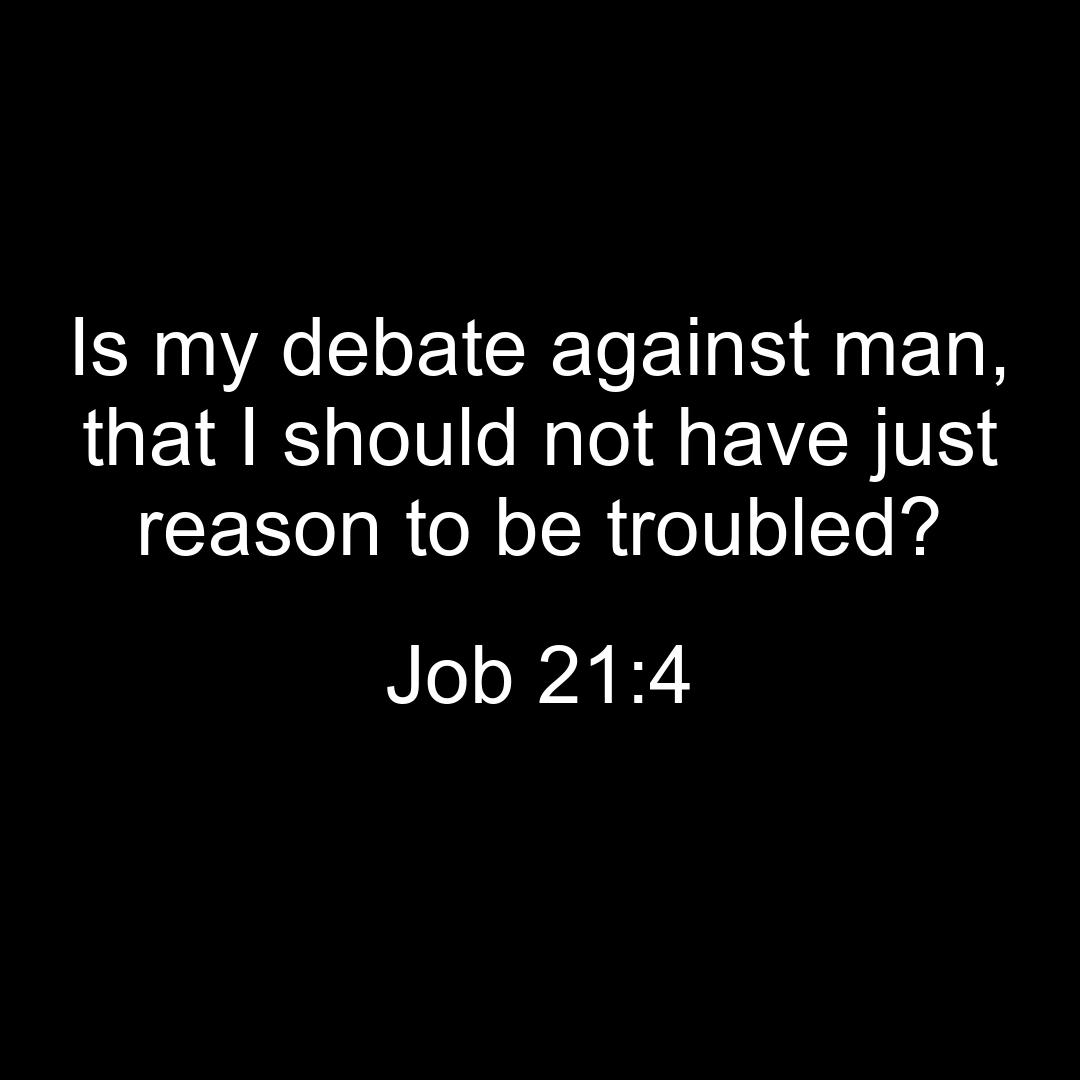 Is my debate against man,
that I should not have just
reason to be troubled?
Job 21:4